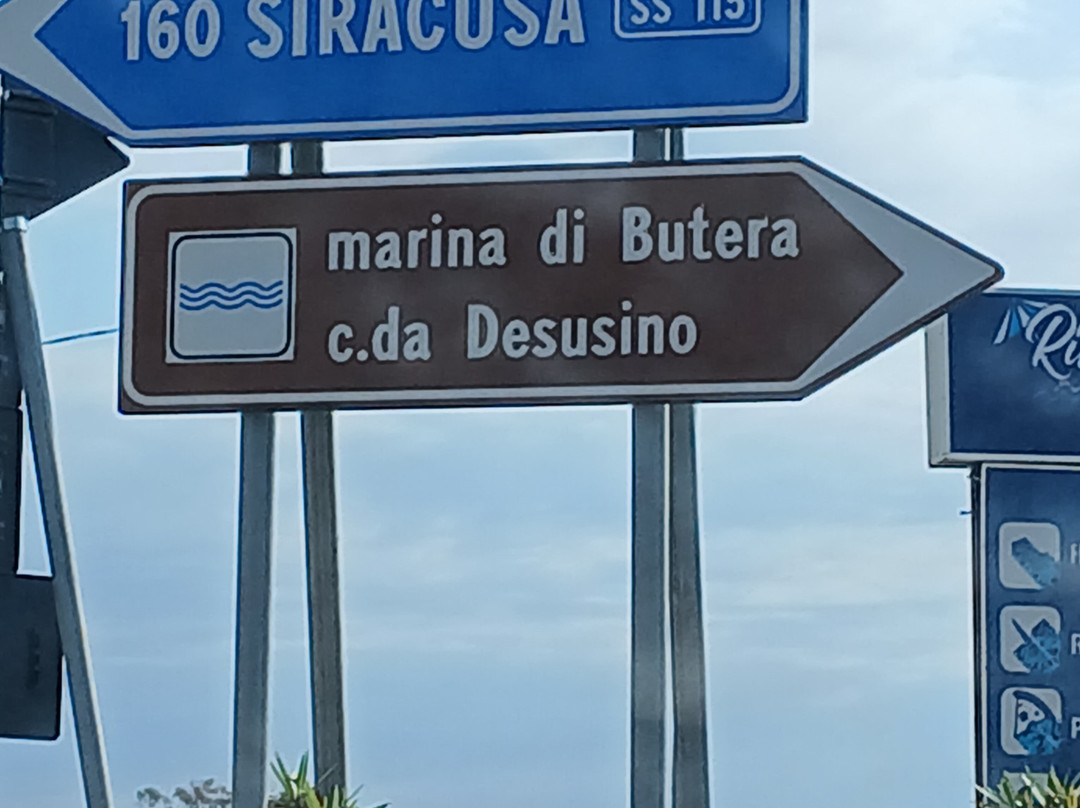 160 SIRACUSA SS 115
marina di Butera
c.da Desusino